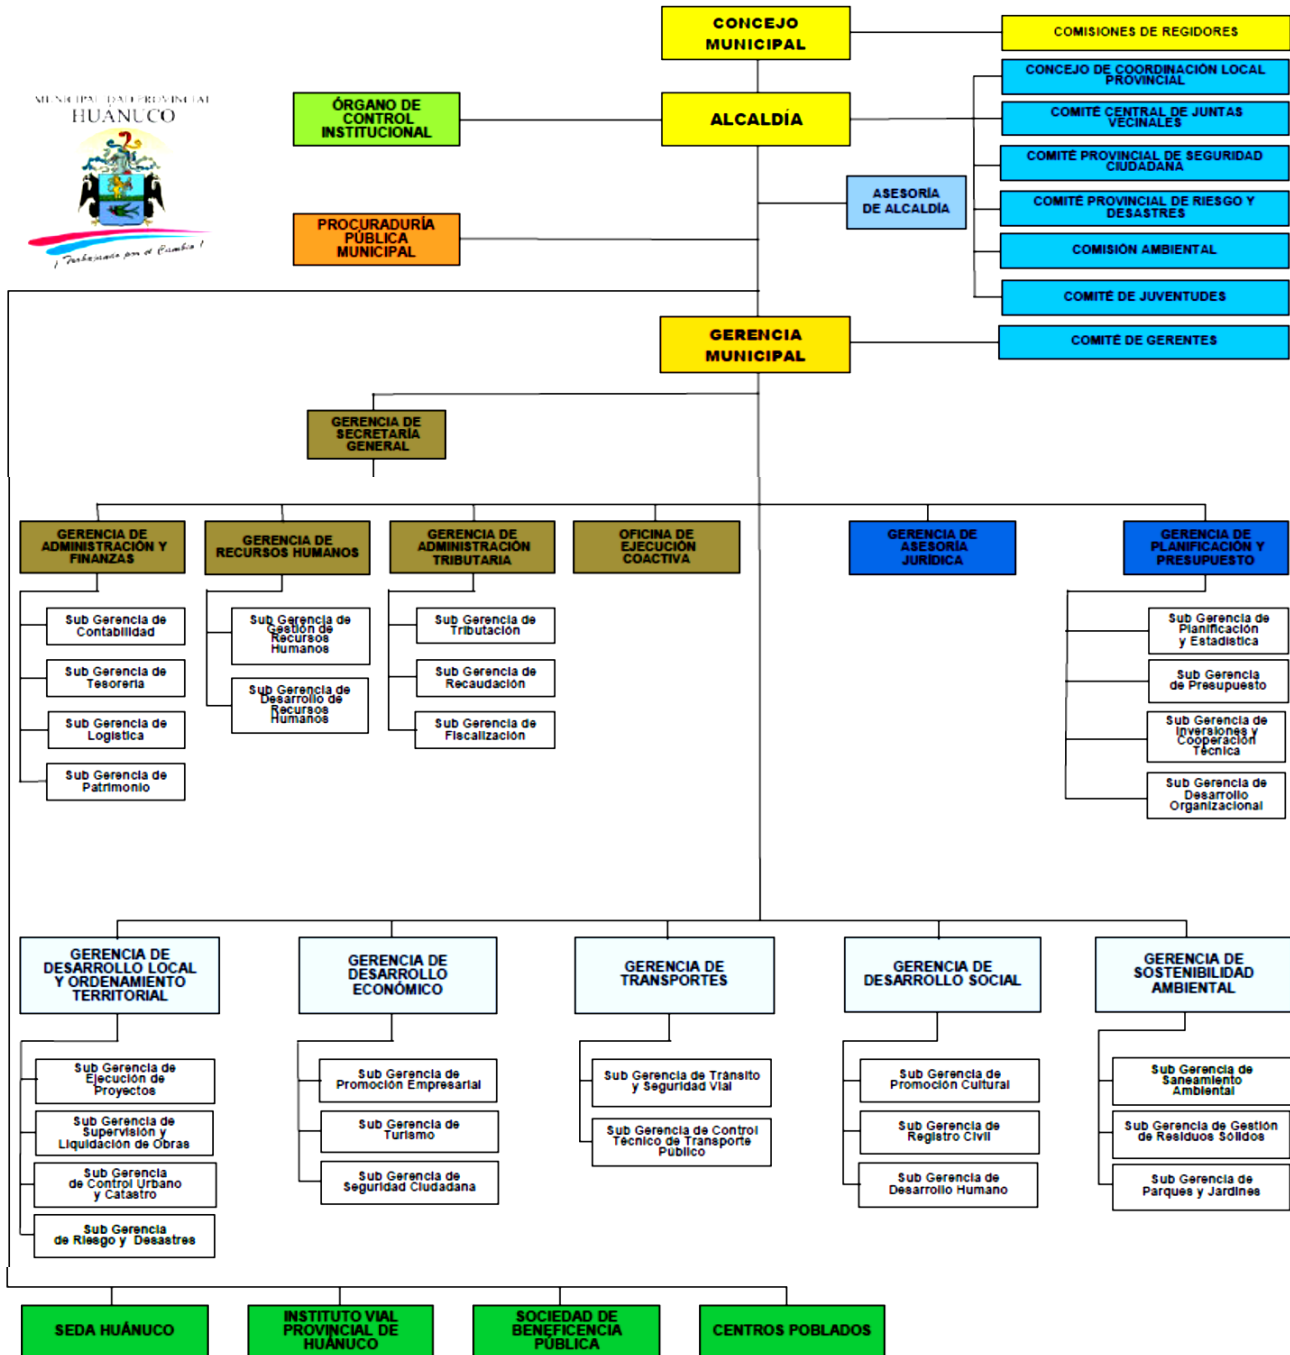 CONCEJO
MUNICIPAL
COMISIONES DE REGIDORES
MUNICIPALIDAD PROVINCIAL
HUÁNUCO
¡ Trabajando por el Cambio !
ÓRGANO DE
CONTROL
INSTITUCIONAL
ALCALDÍA
CONCEJO DE COORDINACIÓN LOCAL
PROVINCIAL
COMITÉ CENTRAL DE JUNTAS
VECINALES
COMITÉ PROVINCIAL DE SEGURIDAD
CIUDADANA
ASESORÍA
DE ALCALDÍA
COMITÉ PROVINCIAL DE RIESGO Y
DESASTRES
PROCURADURÍA
PÚBLICA
MUNICIPAL
COMISIÓN AMBIENTAL
COMITÉ DE JUVENTUDES
GERENCIA
MUNICIPAL
COMITÉ DE GERENTES
GERENCIA DE
SECRETARÍA
GENERAL
GERENCIA DE
ADMINISTRACIÓN Y
FINANZAS
GERENCIA DE
RECURSOS HUMANOS
GERENCIA DE
ADMINISTRACIÓN
TRIBUTARIA
OFICINA DE
EJECUCIÓN
COACTIVA
GERENCIA DE
ASESORÍA
JURÍDICA
GERENCIA DE
PLANIFICACIÓN Y
PRESUPUESTO
Sub Gerencia de
Contabilidad
Sub Gerencia de
Tesorería
Sub Gerencia de
Logística
Sub Gerencia de
Patrimonio
Sub Gerencia de
Gestión de
Recursos
Humanos
Sub Gerencia de
Desarrollo de
Recursos
Humanos
Sub Gerencia de
Tributación
Sub Gerencia de
Recaudación
Sub Gerencia de
Fiscalización
Sub Gerencia de
Planificación
y Estadística
Sub Gerencia
de Presupuesto
Sub Gerencia de
Inversiones y
Cooperación
Técnica
Sub Gerencia de
Desarrollo
Organizacional
GERENCIA DE
DESARROLLO LOCAL
Y ORDENAMIENTO
TERRITORIAL
GERENCIA DE
DESARROLLO
ECONÓMICO
GERENCIA DE
TRANSPORTES
GERENCIA DE
DESARROLLO SOCIAL
GERENCIA DE
SOSTENIBILIDAD
AMBIENTAL
Sub Gerencia de
Ejecución de
Proyectos
Sub Gerencia de
Supervisión y
Liquidación de Obras
Sub Gerencia
de Control Urbano
y Catastro
Sub Gerencia
de Riesgo y Desastres
Sub Gerencia de
Promoción Empresarial
Sub Gerencia de
Turismo
Sub Gerencia de
Seguridad Ciudadana
Sub Gerencia de Tránsito
y Seguridad Vial
Sub Gerencia de Control
Técnico de Transporte
Público
Sub Gerencia de
Promoción Cultural
Sub Gerencia de
Registro Civil
Sub Gerencia de
Desarrollo Humano
Sub Gerencia de
Saneamiento
Ambiental
Sub Gerencia de Gestión
de Residuos Sólidos
Sub Gerencia de
Parques y Jardines
SEDA HUÁNUCO
INSTITUTO VIAL
PROVINCIAL DE
HUÁNUCO
SOCIEDAD DE
BENEFICENCIA
PÚBLICA
CENTROS POBLADOS